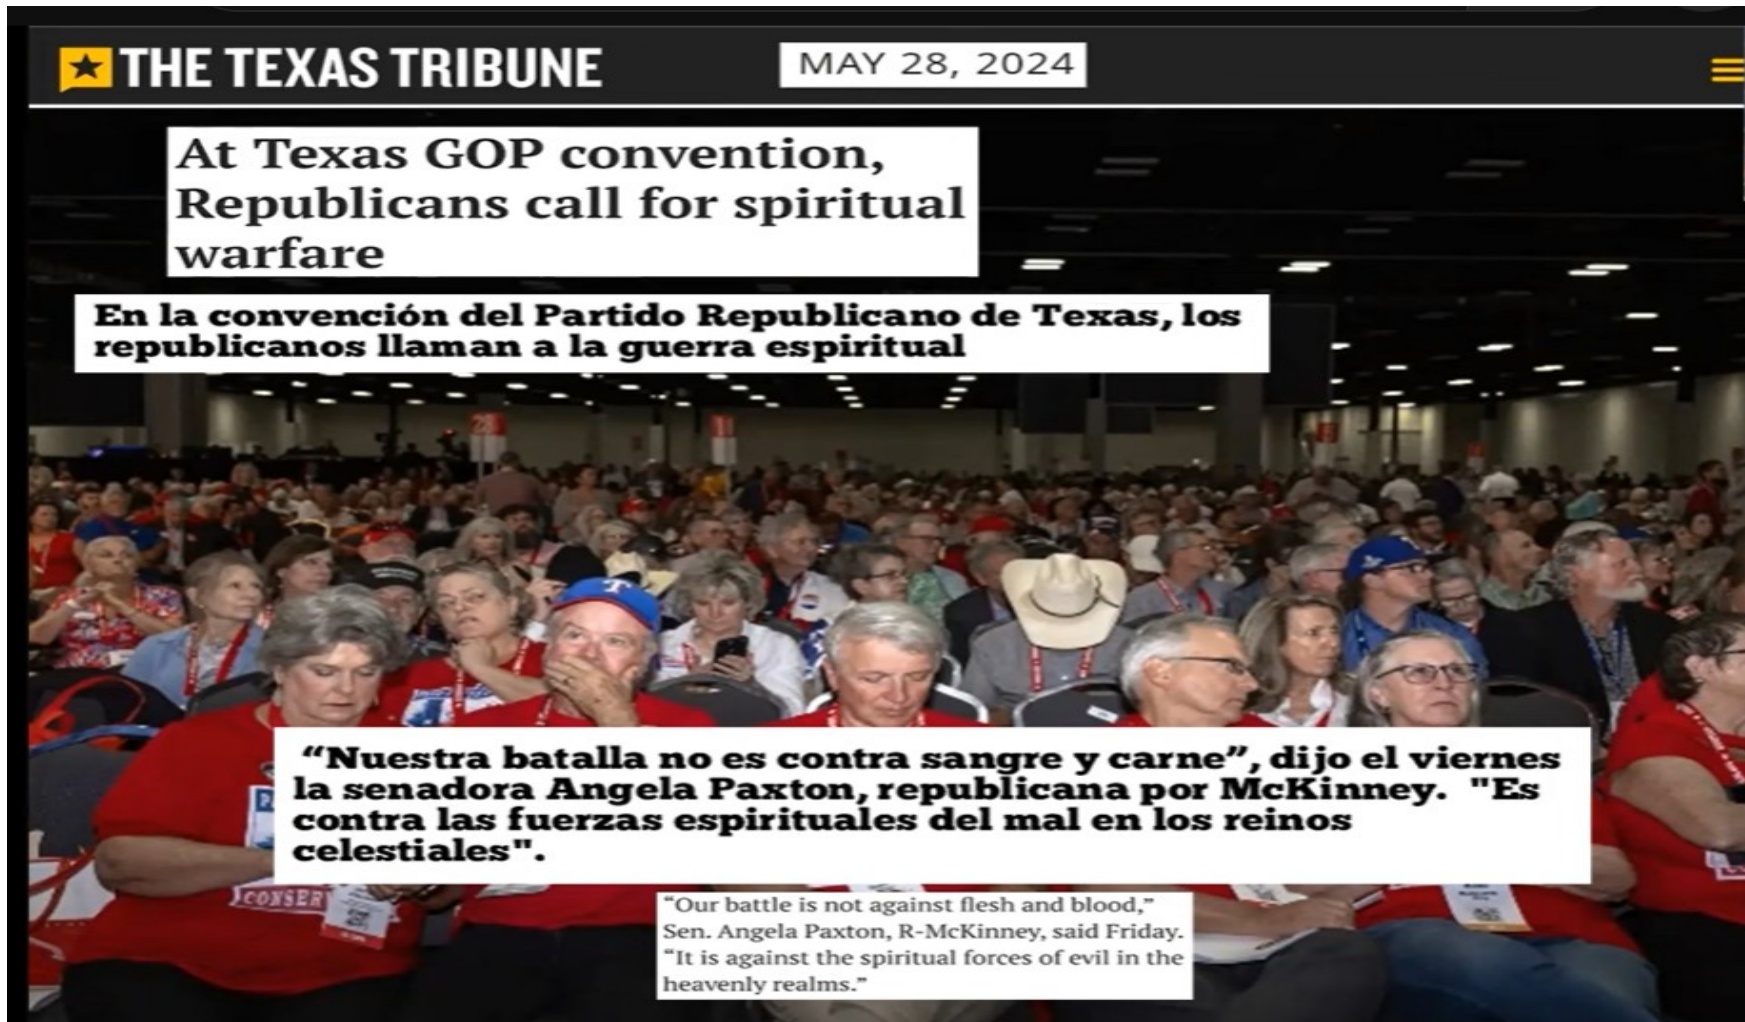 THE TEXAS TRIBUNE
MAY 28, 2024
At Texas GOP convention,
Republicans call for spiritual
warfare
En la convención del Partido Republicano de Texas, los
republicanos llaman a la guerra espiritual
1
T
“Nuestra batalla no es contra sangre y carne”, dijo el viernes
la senadora Angela Paxton, republicana por McKinney. "Es
contra las fuerzas espirituales del mal en los reinos
celestiales".
CONSER
“Our battle is not against flesh and blood,”
Sen. Angela Paxton, R-McKinney, said Friday.
“It is against the spiritual forces of evil in the
heavenly realms.”